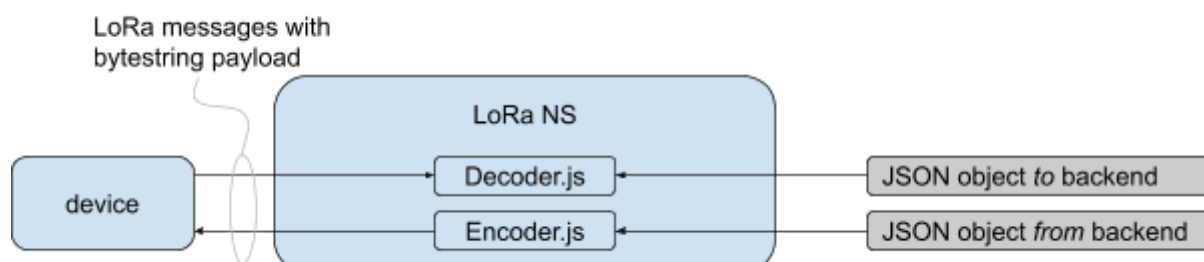 LoRa messages with
bytestring payload
LoRa NS
device
Decoder.js
JSON object to backend
Encoder.js
JSON object from backend